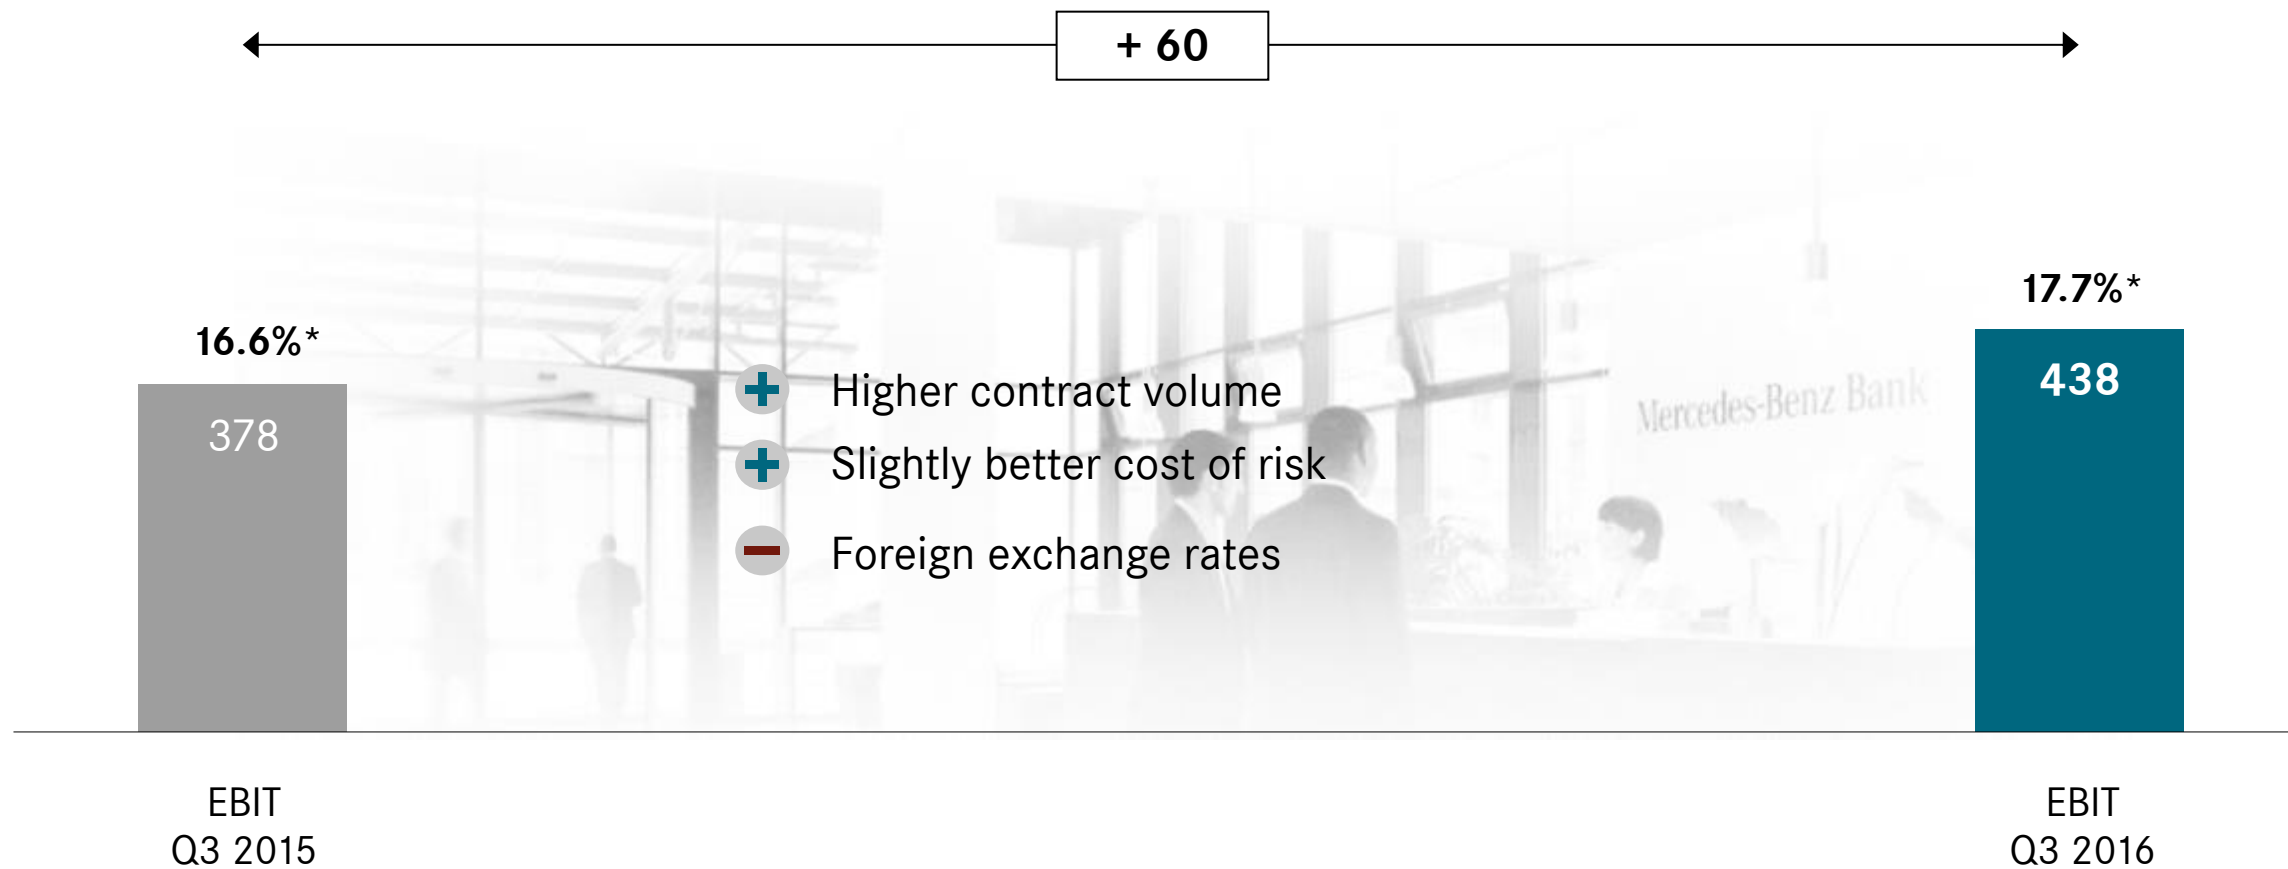 + 60
16.6%*
378
Higher contract volume
Slightly better cost of risk
Foreign exchange rates
Mercedes-Benz Bank
17.7%*
438
EBIT
Q3 2015
EBIT
Q3 2016